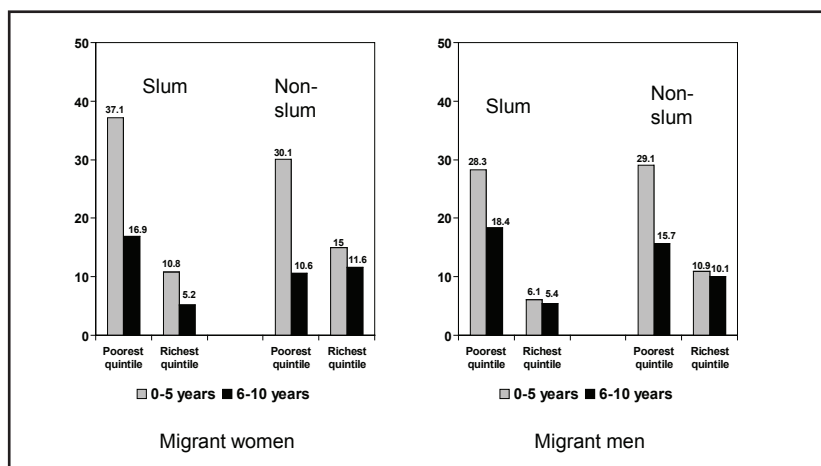 50
40
30
20
10
0
Slum
Non-
slum
37.1
16.9
10.8
5.2
30.1
10.6
15
11.6
Poorest
quintile
Richest
quintile
Poorest
quintile
Richest
quintile
0-5 years
6-10 years
Migrant women
50
40
30
20
10
0
Slum
Non-
slum
28.3
18.4
6.1
5.4
29.1
15.7
10.9
10.1
Poorest
quintile
Richest
quintile
Poorest
quintile
Richest
quintile
0-5 years
6-10 years
Migrant men